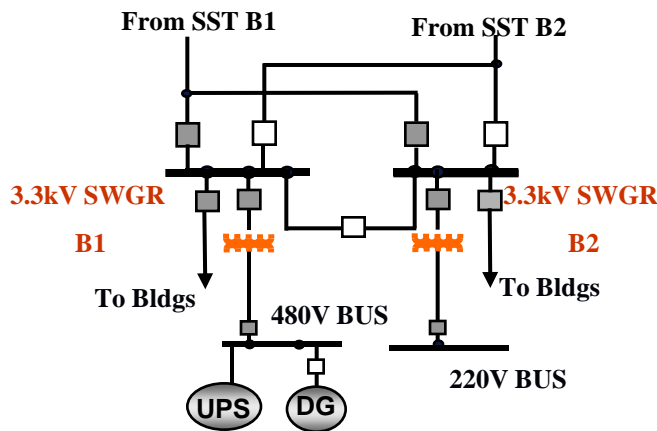 From SST B1
From SST B2
3.3kV SWGR
B1
3.3kV SWGR
B2
To Bldgs
To Bldgs
480V BUS
220V BUS
UPS
DG